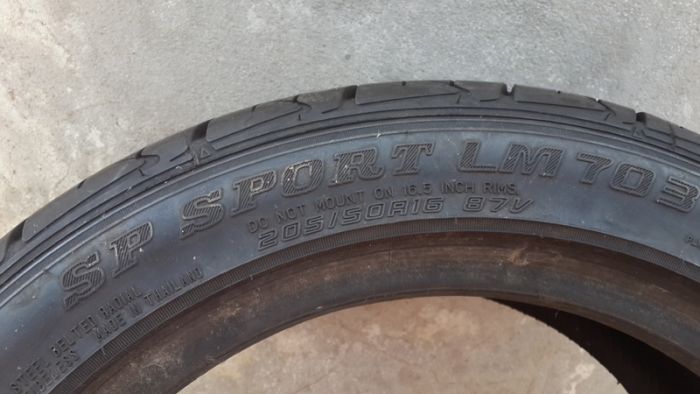 SP SPORT LM703
DO NOT MOUNT ON 16.5 INCH RIMS.
205/50R16 87V
STEEL BELTED RADIAL
TUBELESS MADE IN THAILAND